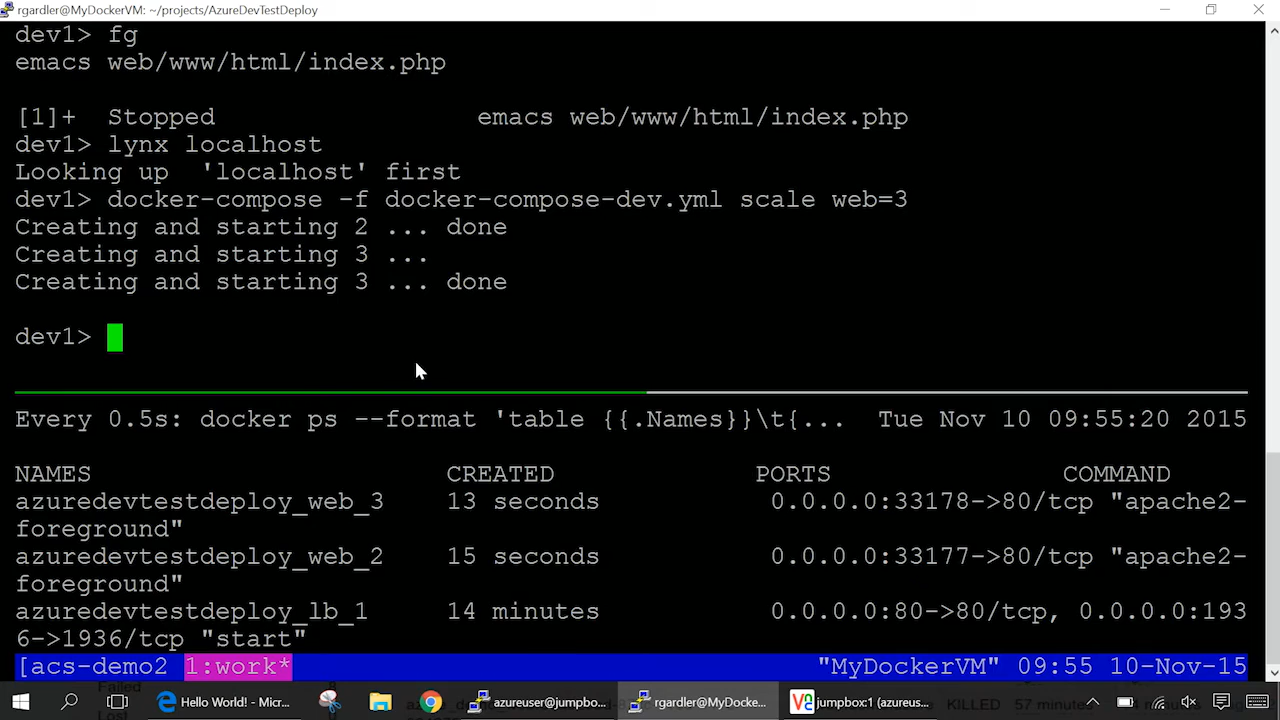 rgardler@MyDockerVM: ~/projects/AzureDevTestDeploy
dev1> fg
emacs web/www/html/index.php
[1]+  Stopped                 emacs web/www/html/index.php
dev1> lynx localhost
Looking up  'localhost' first
dev1> docker-compose -f docker-compose-dev.yml scale web=3
Creating and starting 2 ... done
Creating and starting 3 ...
Creating and starting 3 ... done
dev1>
Every 0.5s: docker ps --format 'table {{.Names}}\t{...  Tue Nov 10 09:55:20 2015
NAMES                       CREATED             PORTS               COMMAND
azuredevtestdeploy_web_3    13 seconds           0.0.0.0:33178->80/tcp "apache2-
foreground"
azuredevtestdeploy_web_2    15 seconds           0.0.0.0:33177->80/tcp "apache2-
foreground"
azuredevtestdeploy_lb_1     14 minutes           0.0.0.0:80->80/tcp, 0.0.0.0:193
6->1936/tcp "start"
[acs-demo2 1:work*                                  "MyDockerVM" 09:55 10-Nov-15
Hello World! - Micr... azureuser@jumpbo... rgardler@MyDocke... jumpbox:1 (azureus...